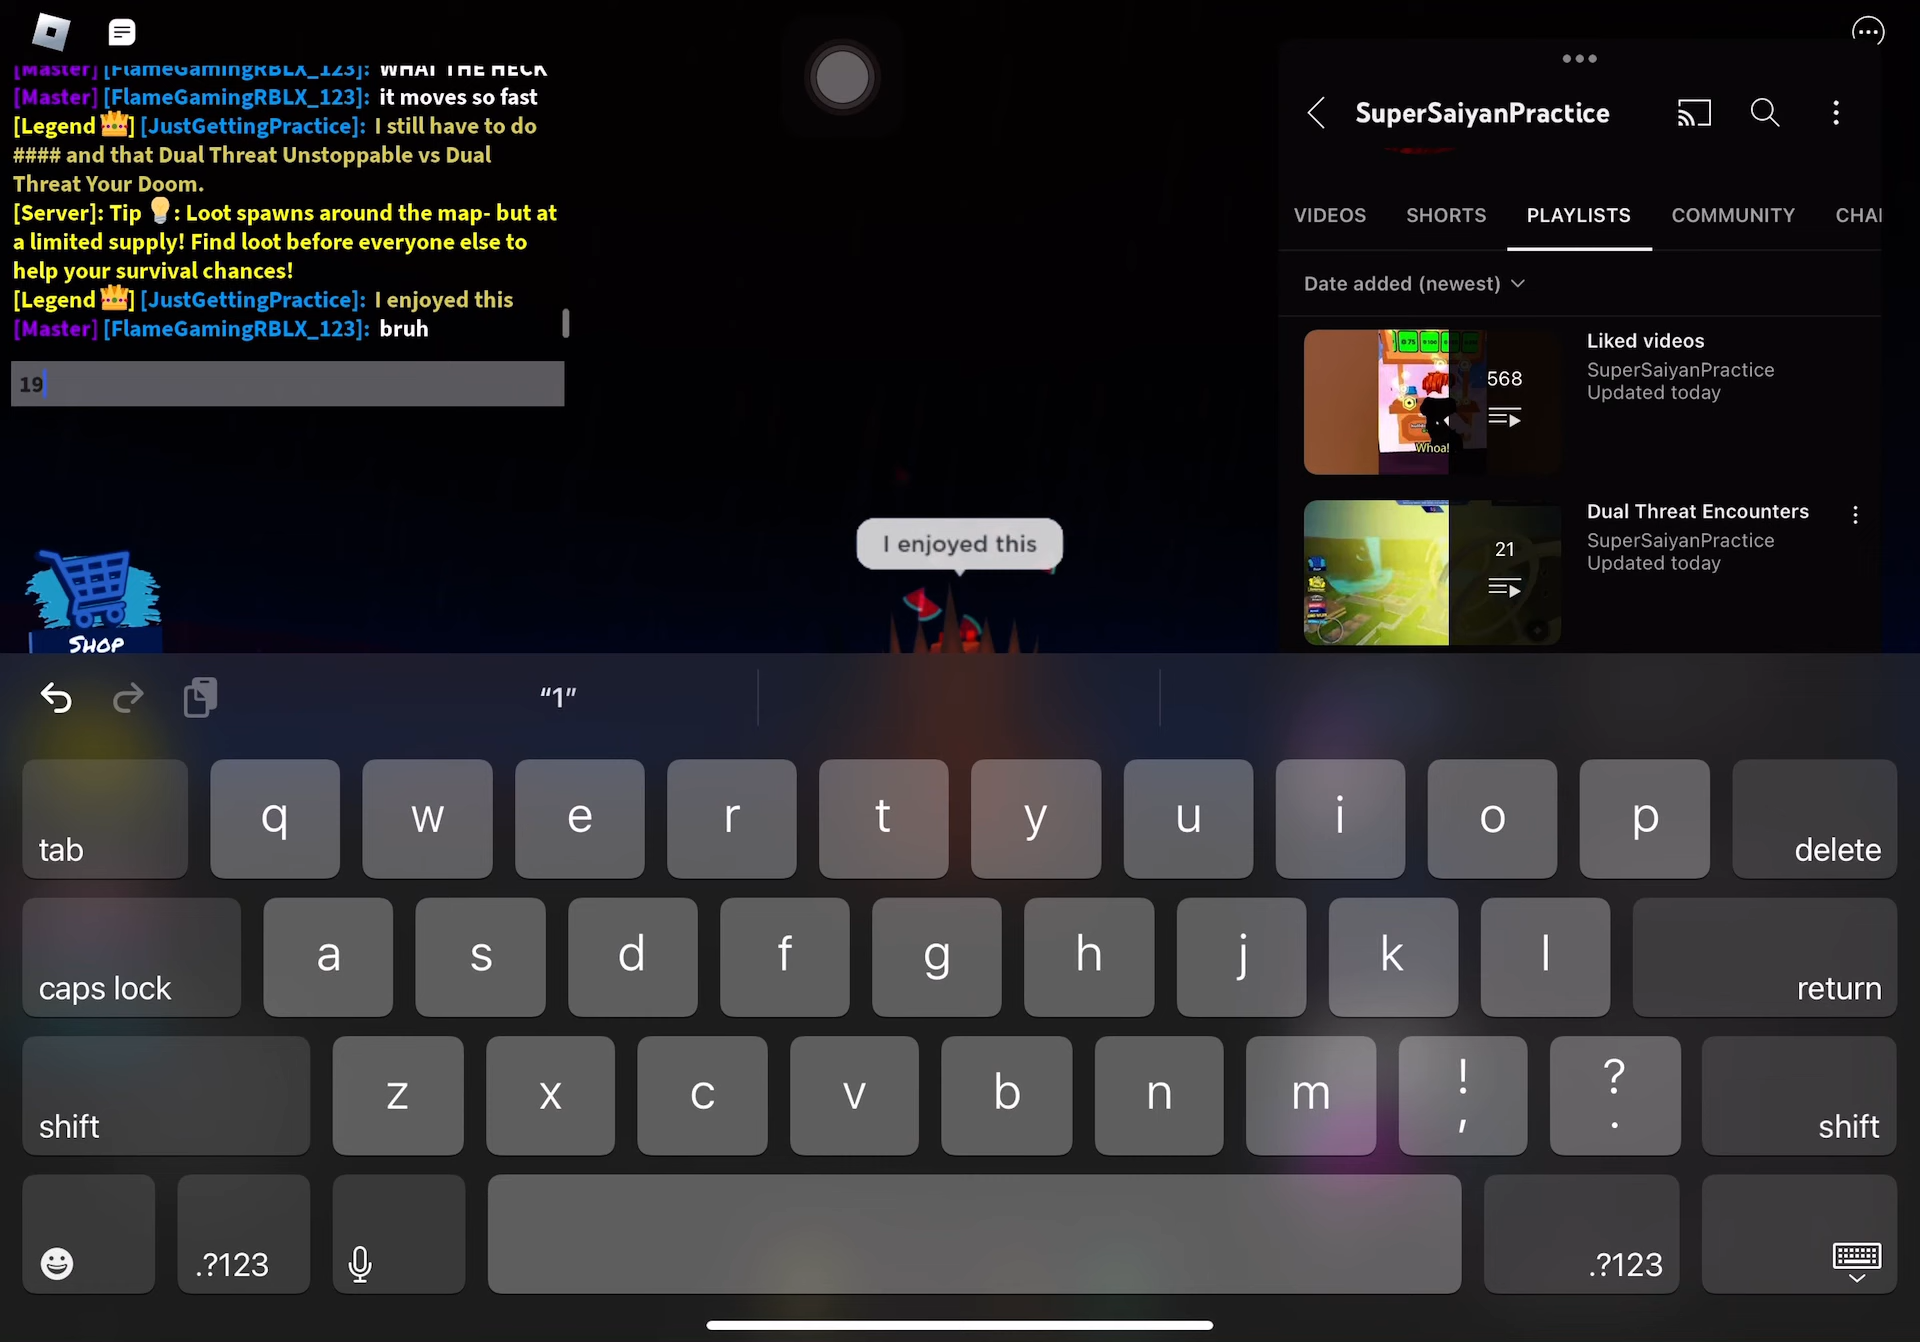 [Master] [FlameGamingRBLX_123]: WHAT THE HECK
[Master] [FlameGamingRBLX_123]: it moves so fast
[Legend 👑] [JustGettingPractice]: I still have to do
#### and that Dual Threat Unstoppable vs Dual
Threat Your Doom.
[Server]: Tip 💡: Loot spawns around the map- but at
a limited supply! Find loot before everyone else to
help your survival chances!
[Legend 👑] [JustGettingPractice]: I enjoyed this
[Master] [FlameGamingRBLX_123]: bruh
19
SHOP
I enjoyed this
SuperSaiyanPractice
VIDEOS SHORTS PLAYLISTS COMMUNITY CHA
Date added (newest)
568
Whoa!
Liked videos
SuperSaiyanPractice
Updated today
21
Dual Threat Encounters
SuperSaiyanPractice
Updated today
“1”
tab q w e r t y u i o p delete
caps lock a s d f g h j k l return
shift z x c v b n m ! , ? . shift
.?123 .?123